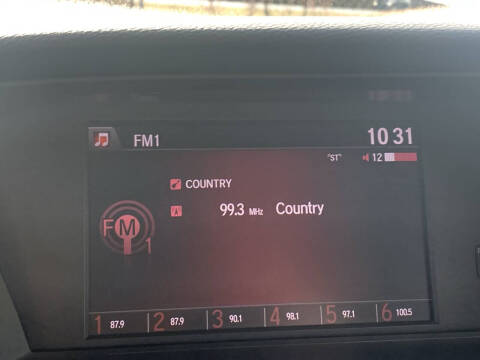 FM1 10 31
"ST" 12
COUNTRY
99.3 MHz Country
FM 1
1 87.9 2 87.9 3 90.1 4 98.1 5 97.1 6 100.5